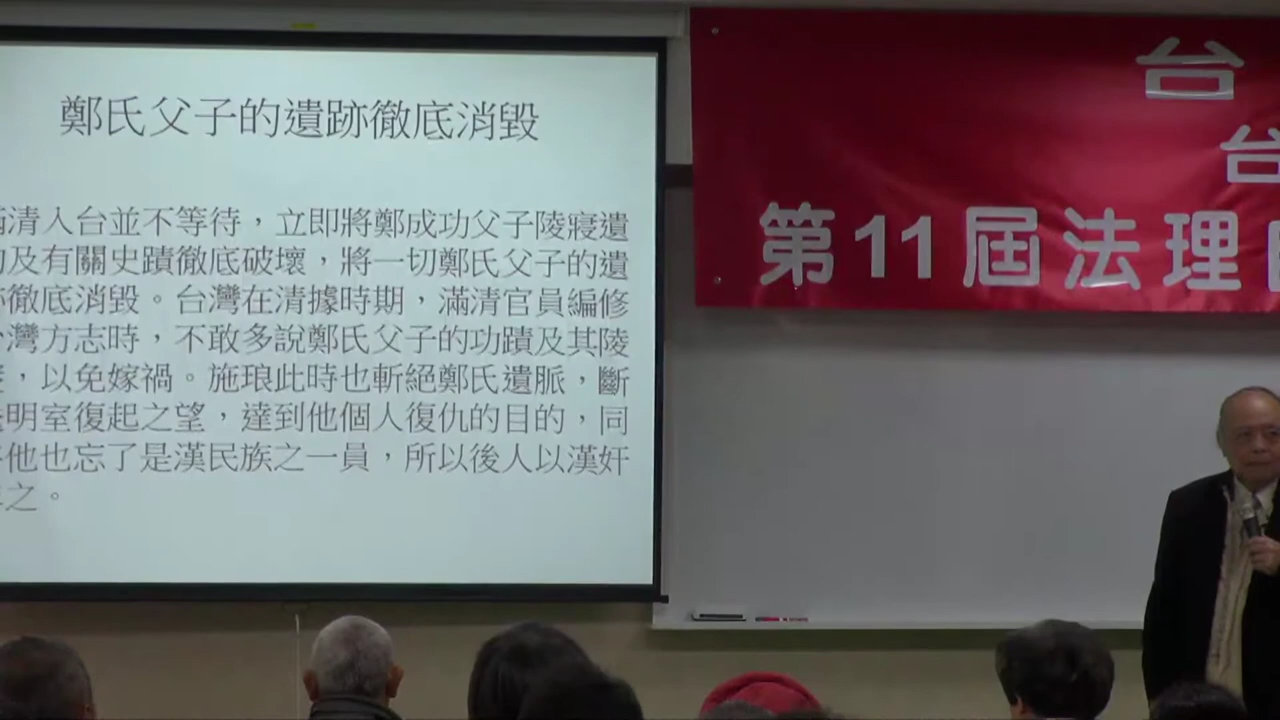 鄭氏父子的遺跡徹底消毀
滿清入台並不等待，立即將鄭成功父子陵寢遺
及有關史蹟徹底破壞，將一切鄭氏父子的遺
徹底消毀。台灣在清據時期，滿清官員編修
灣方志時，不敢多說鄭氏父子的功蹟及其陵
，以免嫁禍。施琅此時也斬絕鄭氏遺脈，斷
明室復起之望，達到他個人復仇的目的，同
他也忘了是漢民族之一員，所以後人以漢奸
之。
台
台
第11屆法理